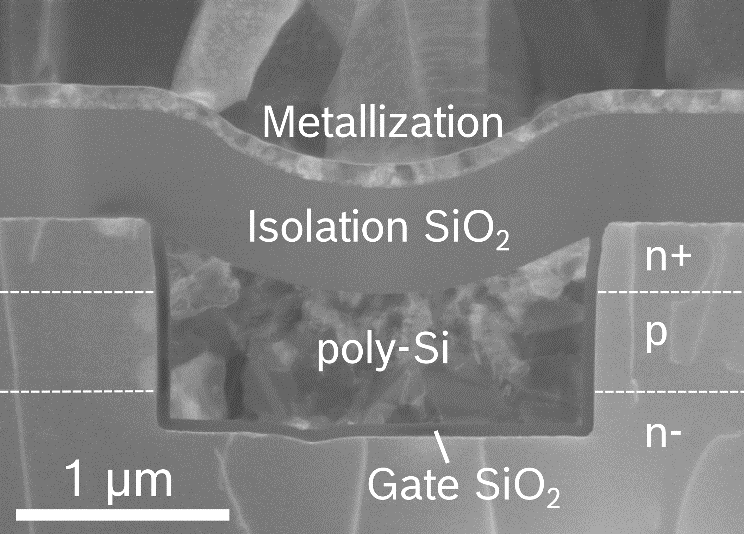 Metallization
Isolation SiO₂
n+
poly-Si
p
n-
1 µm
Gate SiO₂